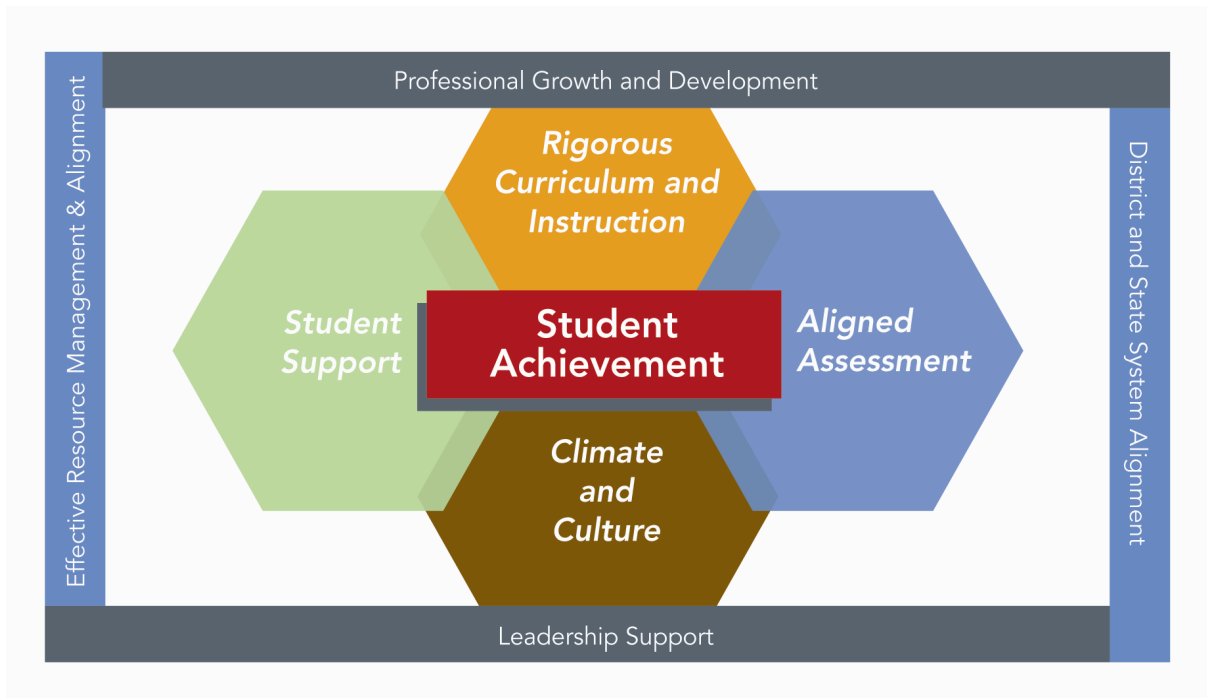 Professional Growth and Development
Effective Resource Management & Alignment
Rigorous
Curriculum and
Instruction
Student
Support
Student
Achievement
Aligned
Assessment
Climate
and
Culture
District and State System Alignment
Leadership Support